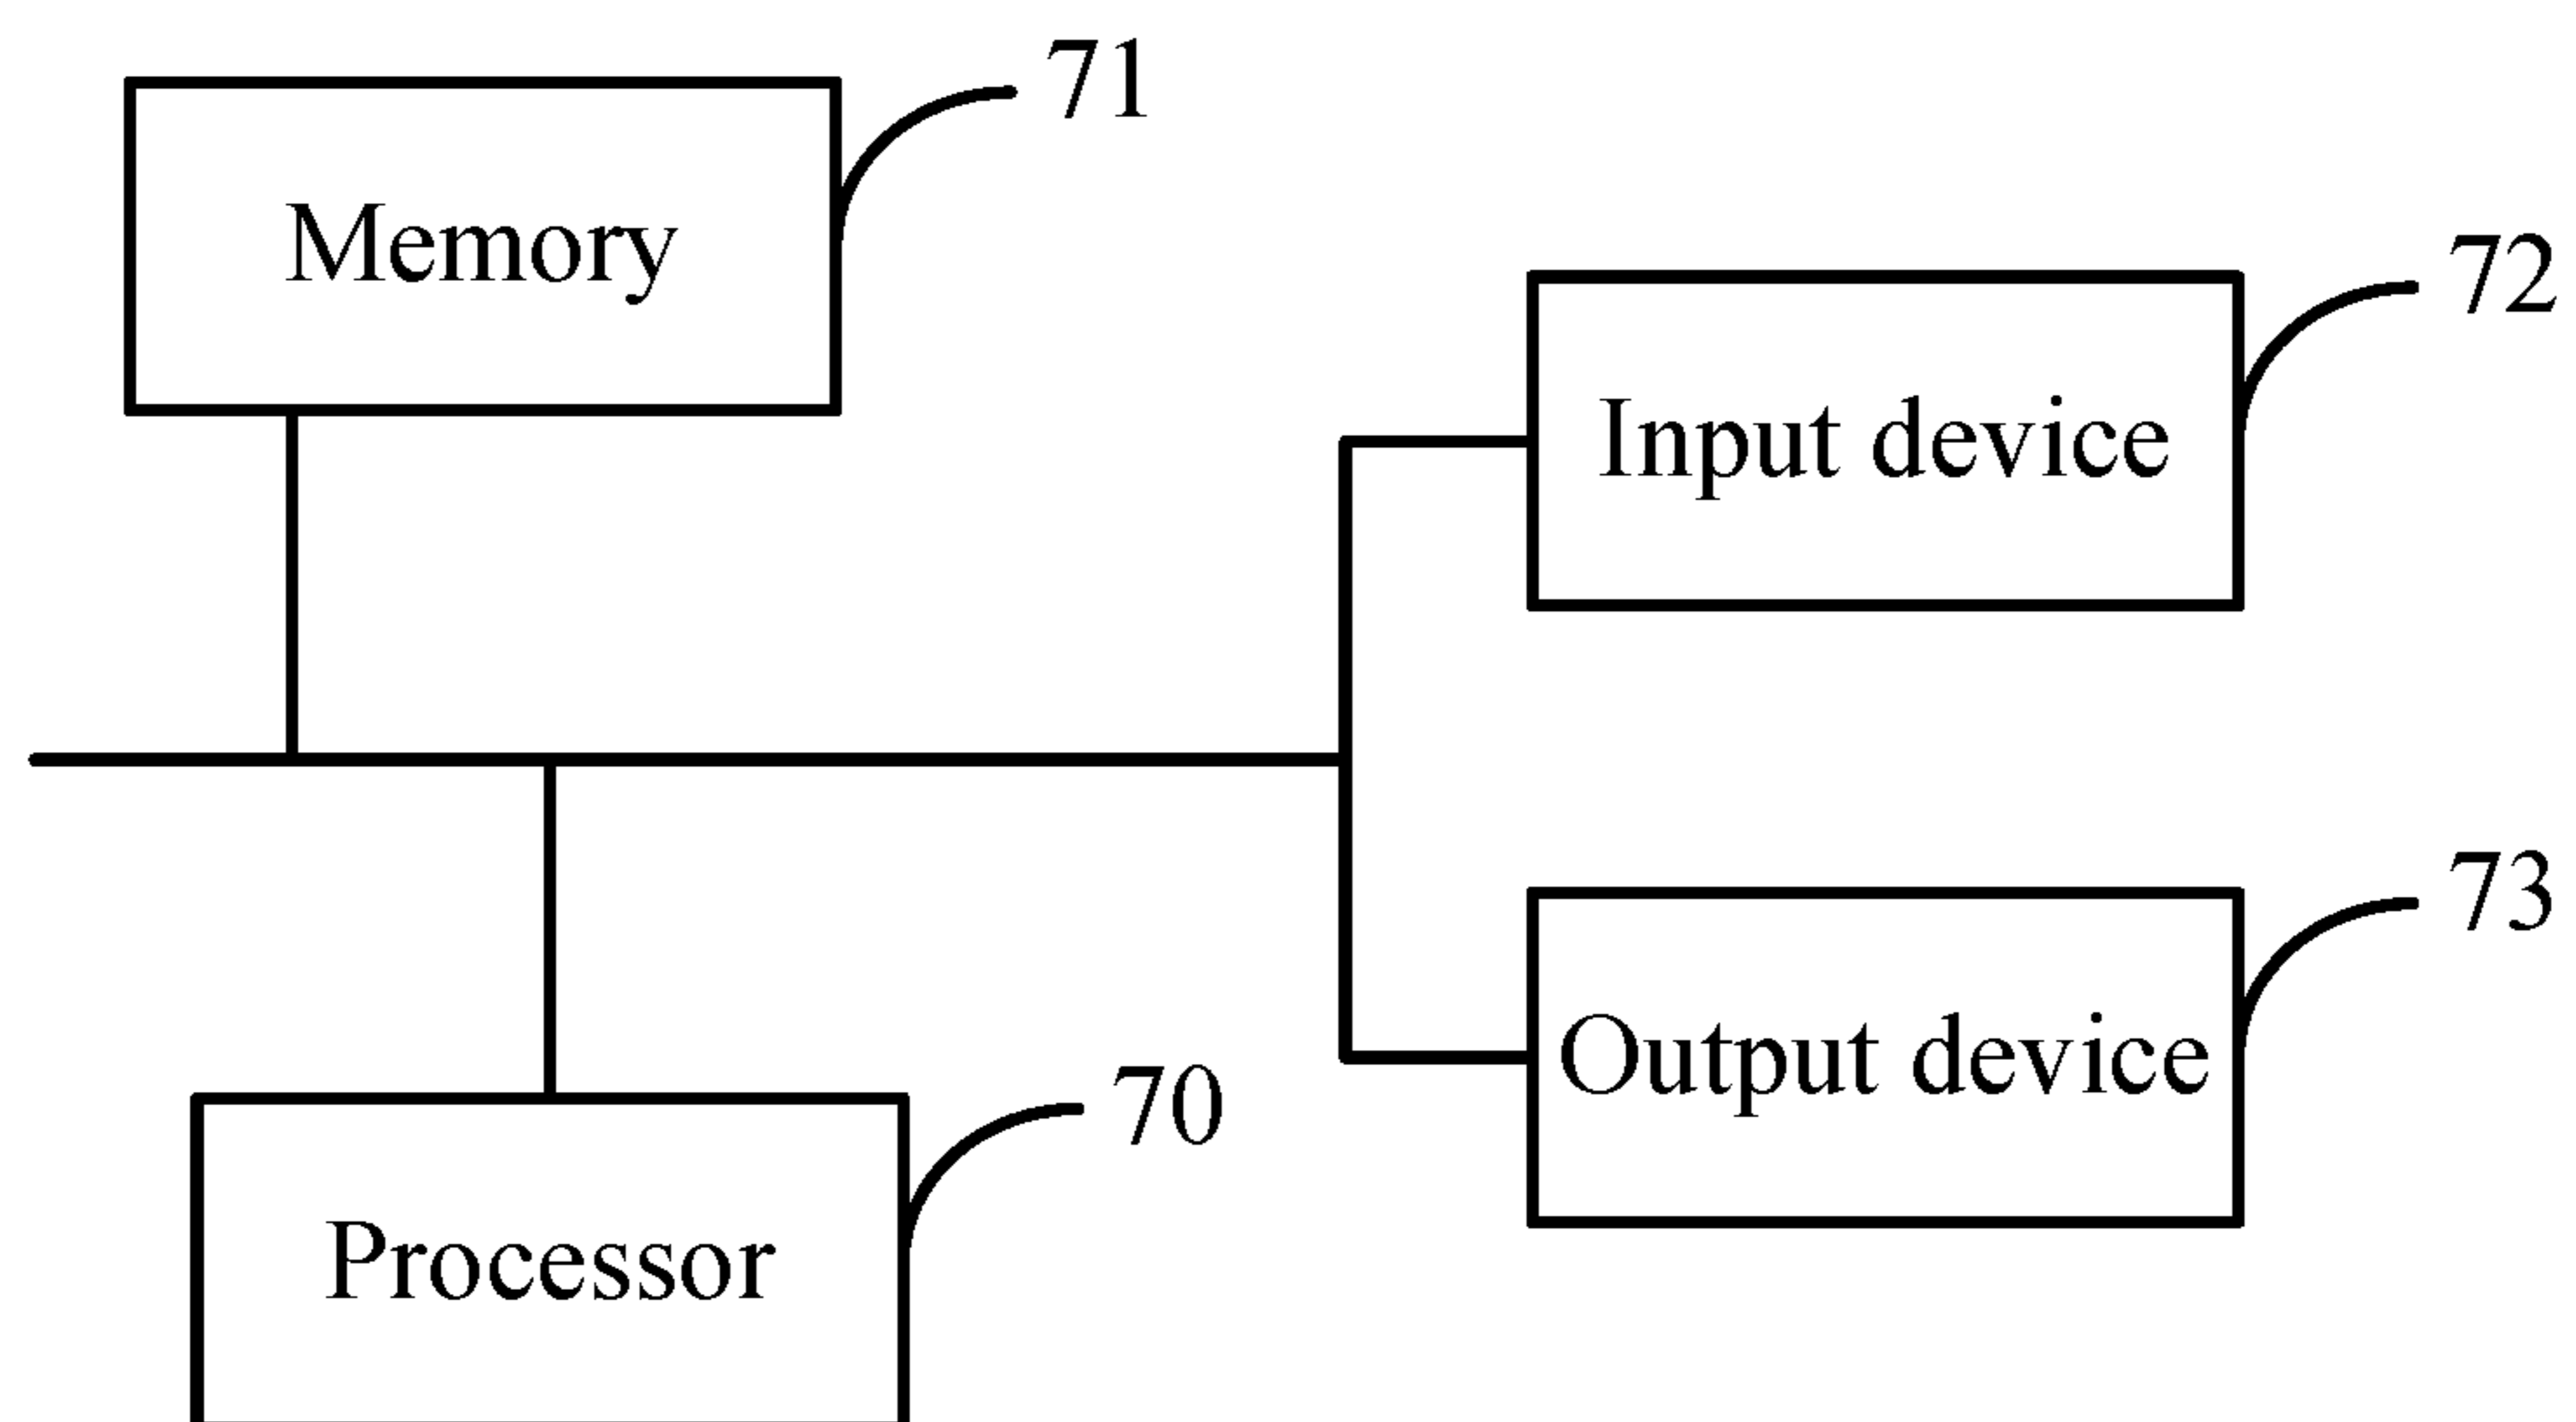 71
Memory
72
Input device
73
Output device
70
Processor